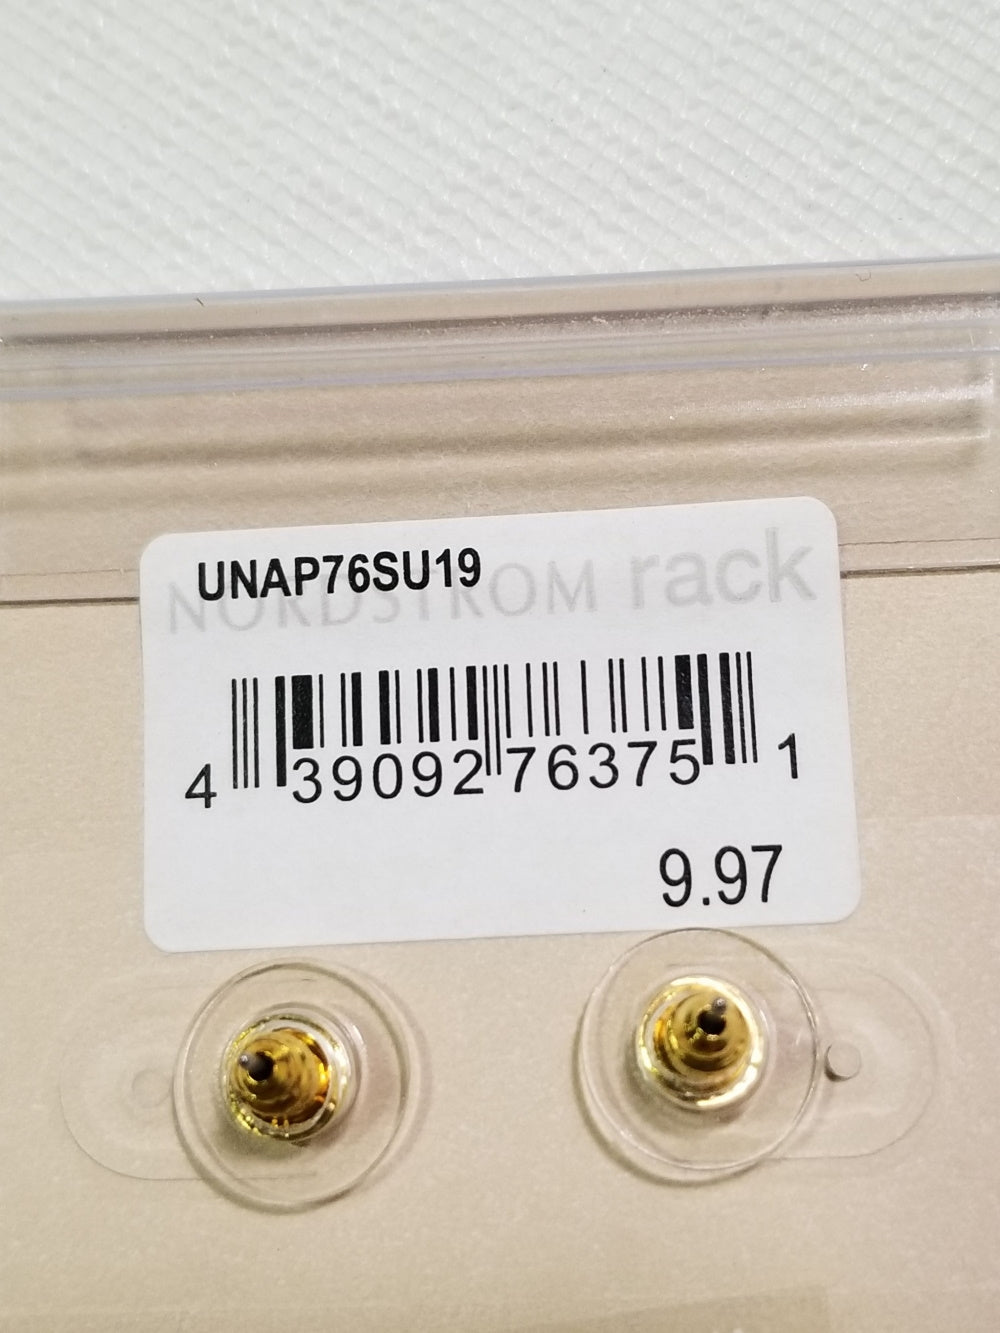 UNAP76SU19
NORDSTROM rack
4 39092 76375 1
9.97